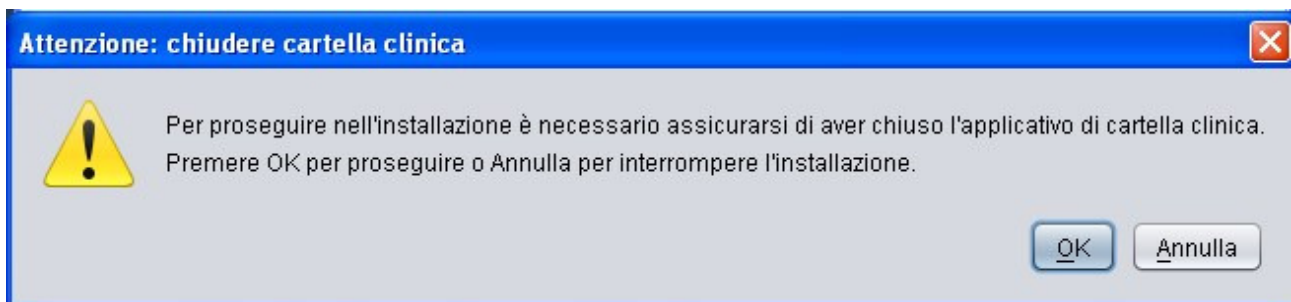 Attenzione: chiudere cartella clinica
Per proseguire nell'installazione è necessario assicurarsi di aver chiuso l'applicativo di cartella clinica.
Premere OK per proseguire o Annulla per interrompere l'installazione.
OK Annulla